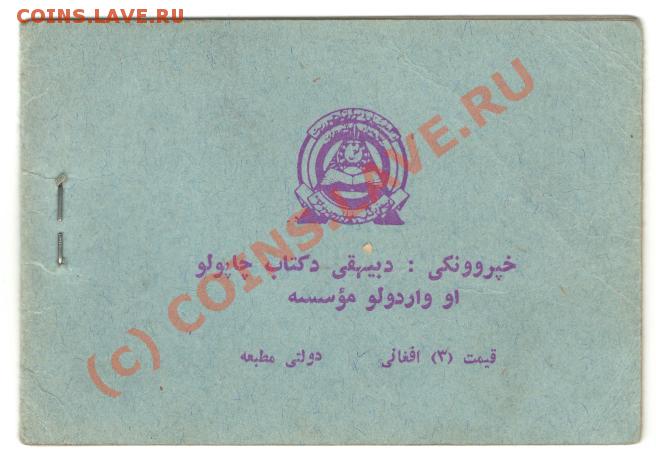 COINS.LAVE.RU
(c) COINS.LAVE.RU
خپروونکی : دبیهقی دکتاب چاپولو
او واردولو مؤسسه
قیمت (۳) افغانی دولتی مطبعه